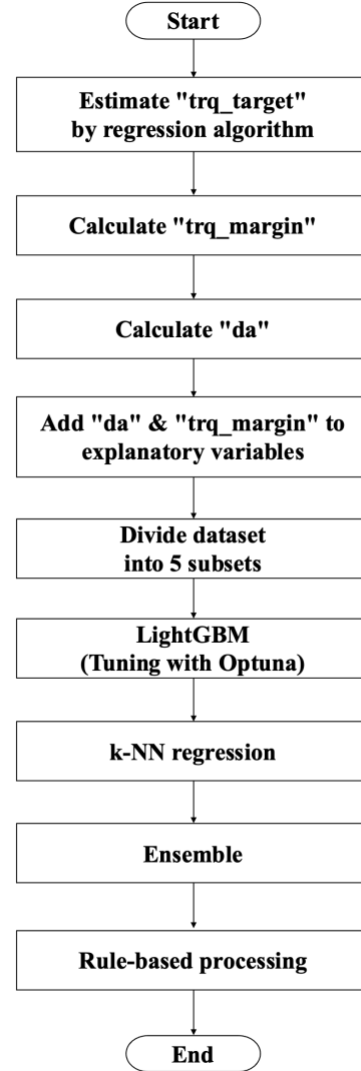 Start
Estimate "trq_target"
by regression algorithm
Calculate "trq_margin"
Calculate "da"
Add "da" & "trq_margin" to
explanatory variables
Divide dataset
into 5 subsets
LightGBM
(Tuning with Optuna)
k-NN regression
Ensemble
Rule-based processing
End